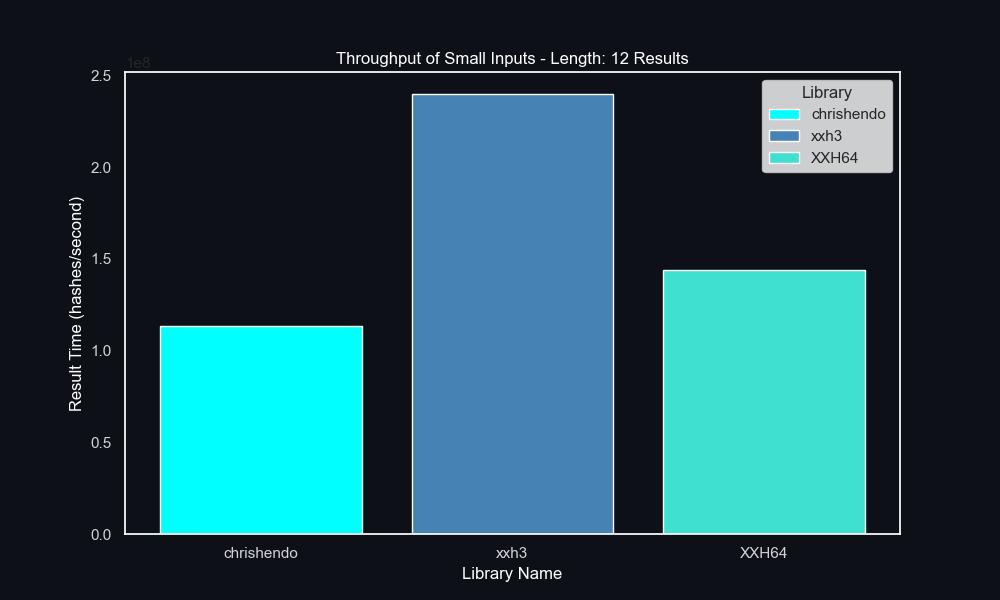 Throughput of Small Inputs - Length: 12 Results
1e8
2.5
2.0
1.5
1.0
0.5
0.0
Result Time (hashes/second)
Library
chrishendo
xxh3
XXH64
chrishendo
xxh3
XXH64
Library Name